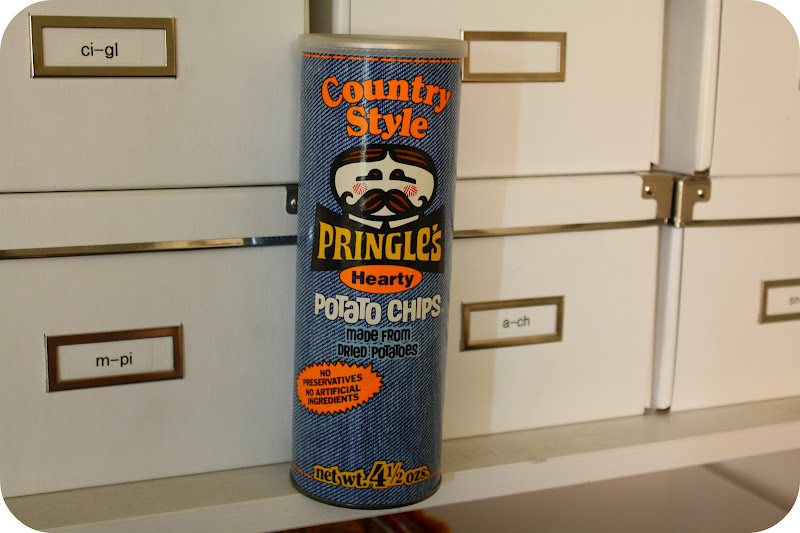 ci-gl
Country
Style
PRINGLE'S
Hearty
POTATO CHIPS
MADE FROM
DRIED POTATOES
NO
PRESERVATIVES
NO ARTIFICIAL
INGREDIENTS
net wt. 4½ ozs.
m-pi
a-ch